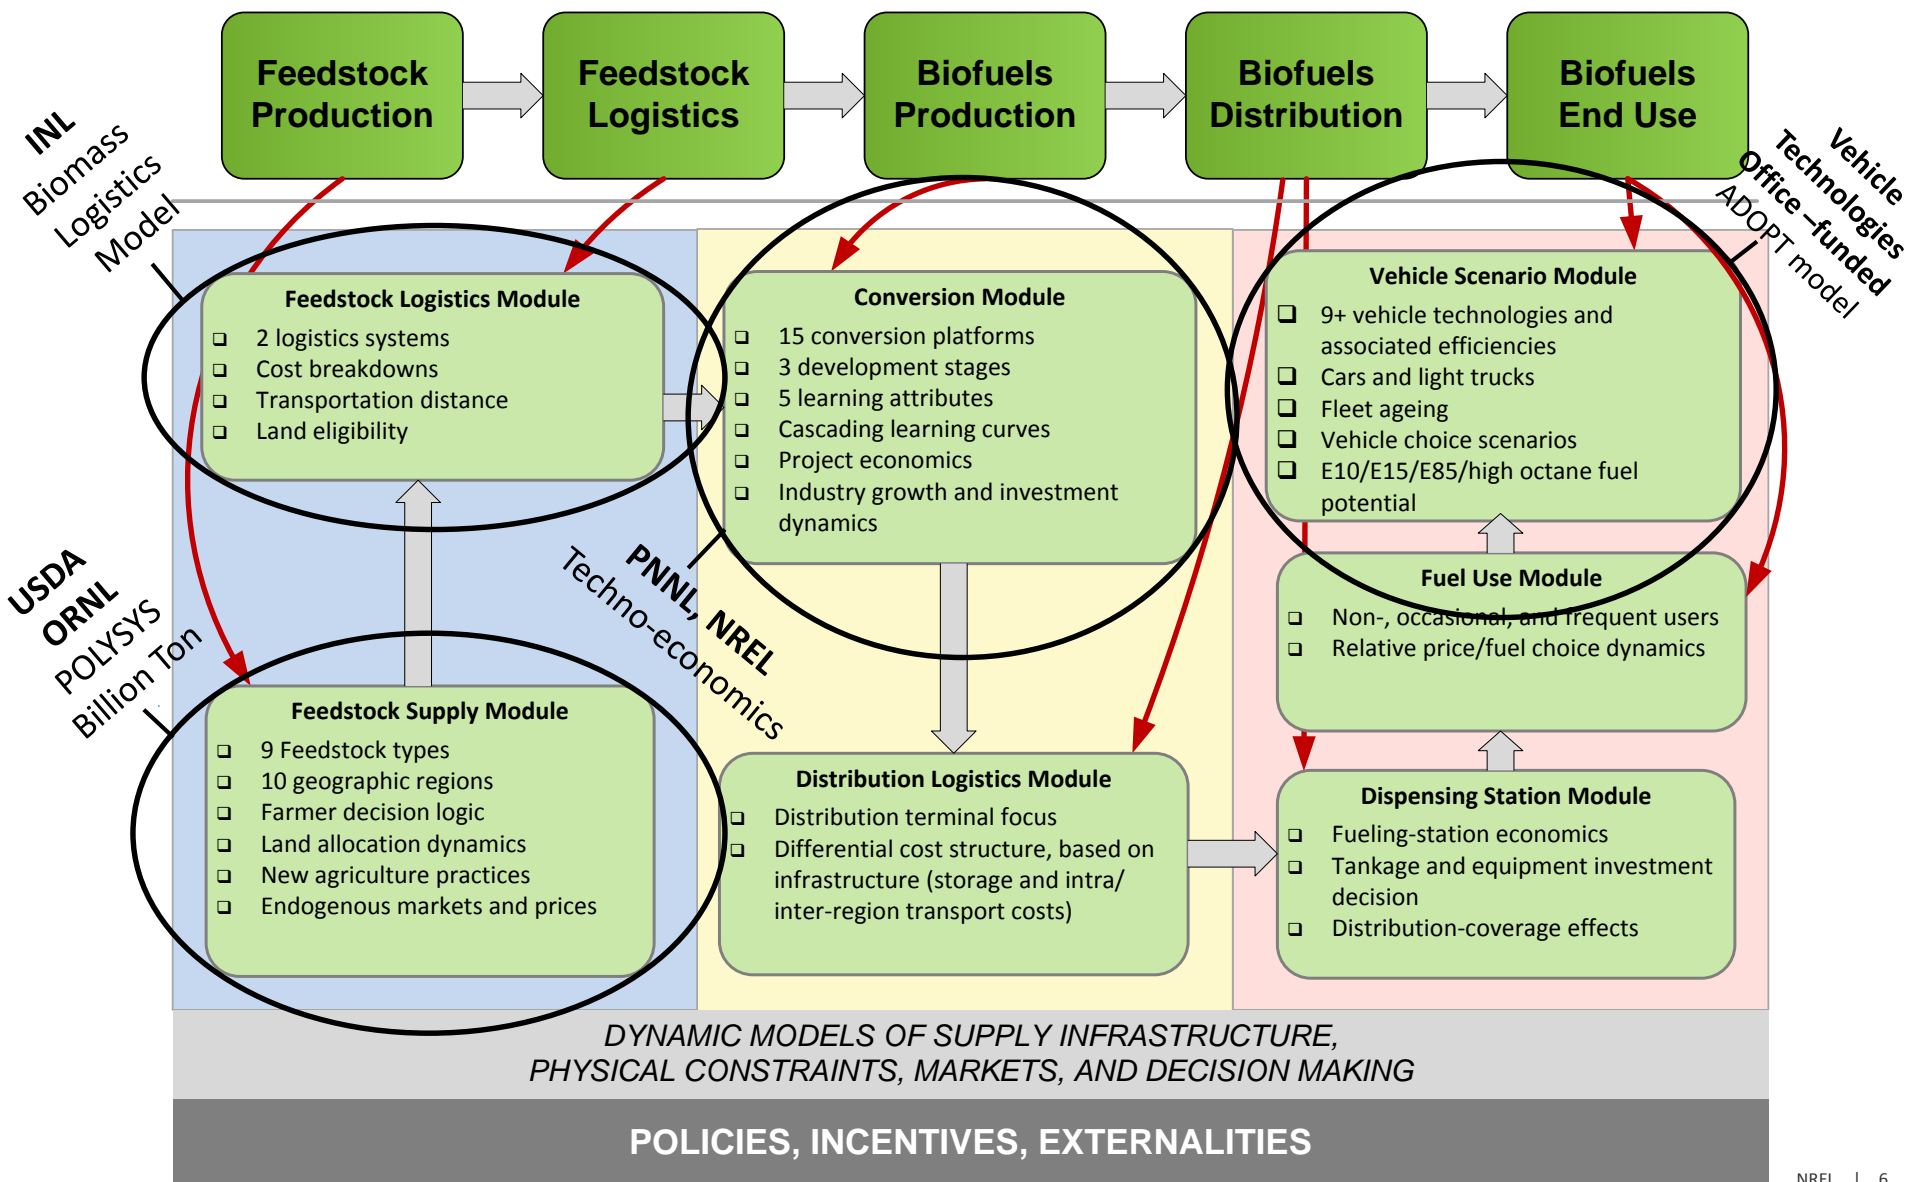 Feedstock
Production
Feedstock
Logistics
Biofuels
Production
Biofuels
Distribution
Biofuels
End Use
INL
Biomass
Logistics
Model
Vehicle
Technologies
Office –funded
ADOPT model
Feedstock Logistics Module
❑ 2 logistics systems
❑ Cost breakdowns
❑ Transportation distance
❑ Land eligibility
Conversion Module
❑ 15 conversion platforms
❑ 3 development stages
❑ 5 learning attributes
❑ Cascading learning curves
❑ Project economics
❑ Industry growth and investment
dynamics
Vehicle Scenario Module
❑ 9+ vehicle technologies and
associated efficiencies
❑ Cars and light trucks
❑ Fleet ageing
❑ Vehicle choice scenarios
❑ E10/E15/E85/high octane fuel
potential
USDA
ORNL
POLYSYS
Billion Ton
PNNL, NREL
Techno-economics
Fuel Use Module
❑ Non-, occasional, and frequent users
❑ Relative price/fuel choice dynamics
Feedstock Supply Module
❑ 9 Feedstock types
❑ 10 geographic regions
❑ Farmer decision logic
❑ Land allocation dynamics
❑ New agriculture practices
❑ Endogenous markets and prices
Distribution Logistics Module
❑ Distribution terminal focus
❑ Differential cost structure, based on
infrastructure (storage and intra/
inter-region transport costs)
Dispensing Station Module
❑ Fueling-station economics
❑ Tankage and equipment investment
decision
❑ Distribution-coverage effects
DYNAMIC MODELS OF SUPPLY INFRASTRUCTURE,
PHYSICAL CONSTRAINTS, MARKETS, AND DECISION MAKING
POLICIES, INCENTIVES, EXTERNALITIES
NREL | 6